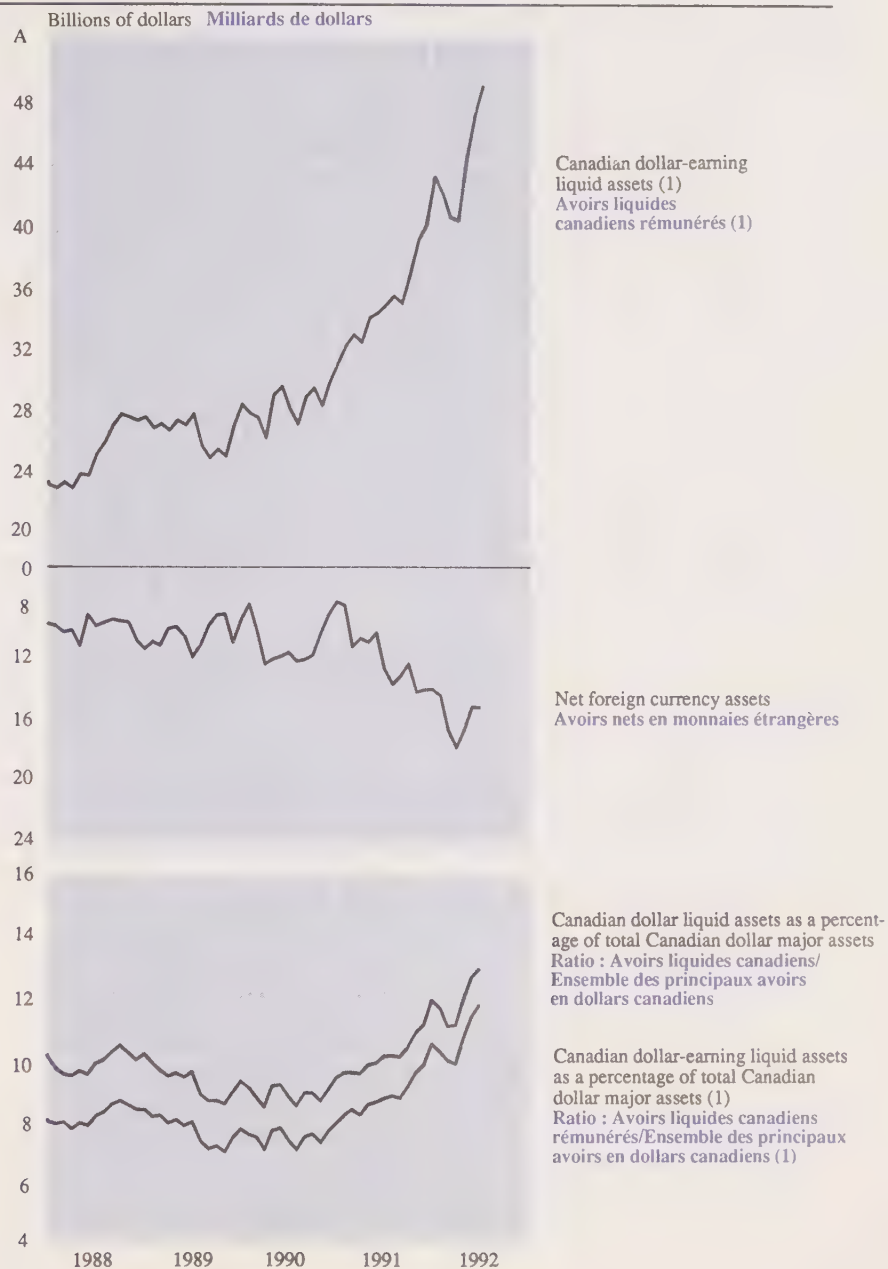 Billions of dollars Milliards de dollars
A
48
44
40
36
32
28
24
20
0
8
12
16
20
24
Canadian dollar-earning
liquid assets (1)
Avoirs liquides
canadiens rémunérés (1)
Net foreign currency assets
Avoirs nets en monnaies étrangères
16
14
12
10
8
6
4
Canadian dollar liquid assets as a percent-
age of total Canadian dollar major assets
Ratio : Avoirs liquides canadiens/
Ensemble des principaux avoirs
en dollars canadiens
Canadian dollar-earning liquid assets
as a percentage of total Canadian
dollar major assets (1)
Ratio : Avoirs liquides canadiens
rémunérés/Ensemble des principaux
avoirs en dollars canadiens (1)
1988 1989 1990 1991 1992